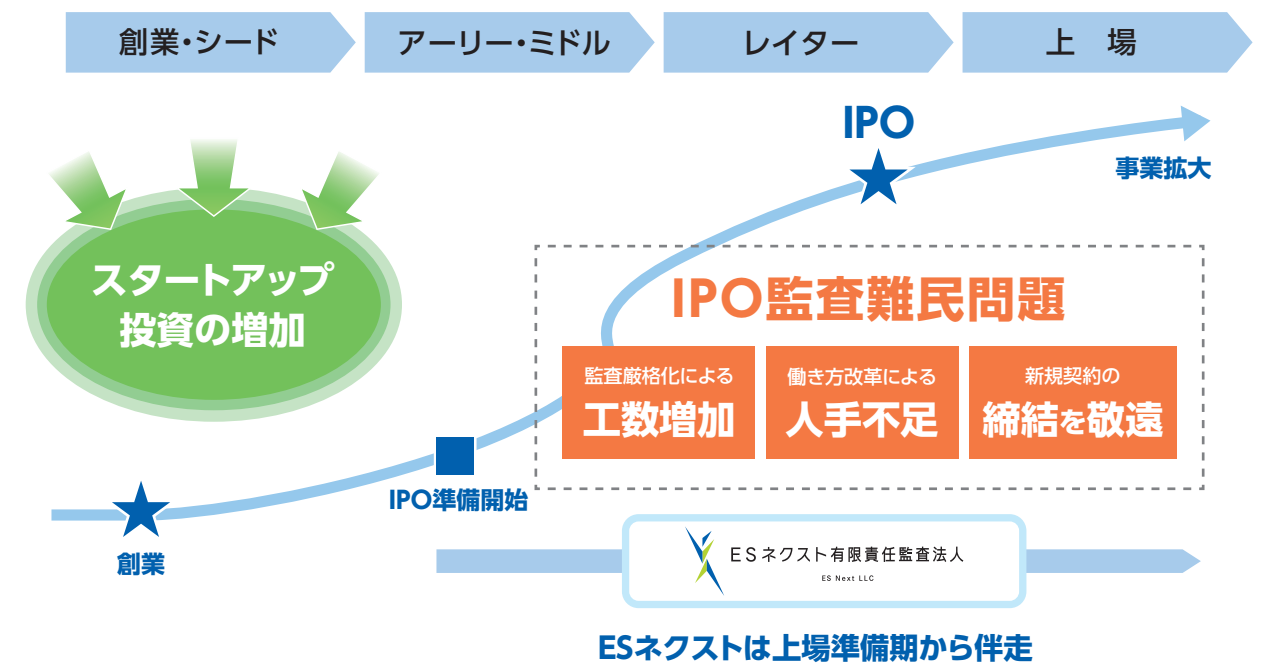 創業・シード
アーリー・ミドル
レイター
上　場
IPO
事業拡大
スタートアップ
投資の増加
IPO監査難民問題
監査厳格化による
工数増加
働き方改革による
人手不足
新規契約の
締結を敬遠
IPO準備開始
創業
ESネクスト有限責任監査法人
ES Next LLC
ESネクストは上場準備期から伴走